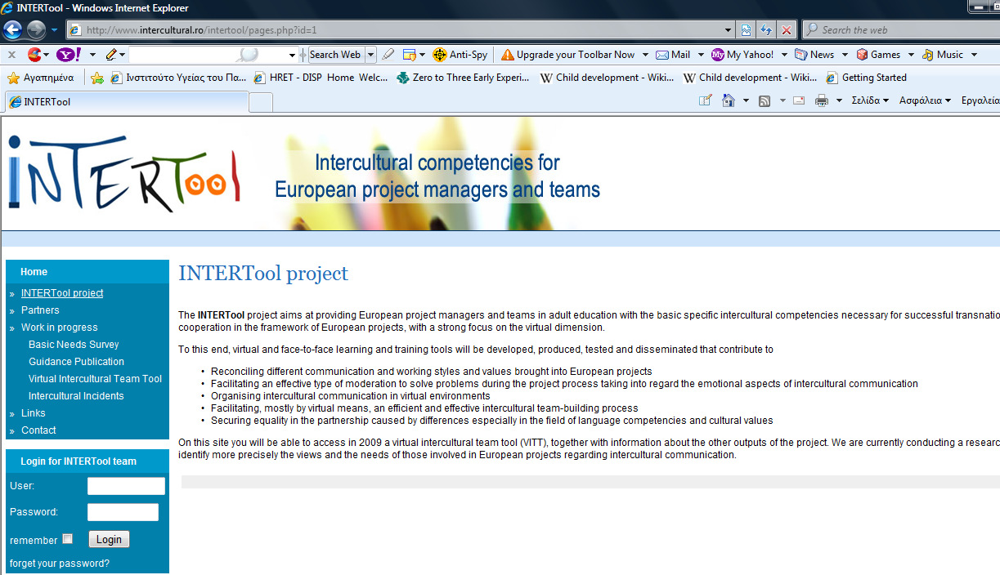 INTERTool - Windows Internet Explorer
http://www.intercultural.ro/intertool/pages.php?id=1
Search the web
Y! Search Web Anti-Spy Upgrade your Toolbar Now Mail My Yahoo! News Games Music
Αγαπημένα Ινστιτούτο Υγείας του Πα... HRET - DISP Home Welc... Zero to Three Early Experi... Child development - Wiki... Child development - Wiki... Getting Started
INTERTool Σελίδα Ασφάλεια Εργαλεία
INTERTool
Intercultural competencies for
European project managers and teams
Home
» INTERTool project
» Partners
» Work in progress
Basic Needs Survey
Guidance Publication
Virtual Intercultural Team Tool
Intercultural Incidents
» Links
» Contact
Login for INTERTool team
User:
Password:
remember Login
forget your password?
INTERTool project
The INTERTool project aims at providing European project managers and teams in adult education with the basic specific intercultural competencies necessary for successful transnatio
cooperation in the framework of European projects, with a strong focus on the virtual dimension.
To this end, virtual and face-to-face learning and training tools will be developed, produced, tested and disseminated that contribute to
• Reconciling different communication and working styles and values brought into European projects
• Facilitating an effective type of moderation to solve problems during the project process taking into regard the emotional aspects of intercultural communication
• Organising intercultural communication in virtual environments
• Facilitating, mostly by virtual means, an efficient and effective intercultural team-building process
• Securing equality in the partnership caused by differences especially in the field of language competencies and cultural values
On this site you will be able to access in 2009 a virtual intercultural team tool (VITT), together with information about the other outputs of the project. We are currently conducting a researc
identify more precisely the views and the needs of those involved in European projects regarding intercultural communication.